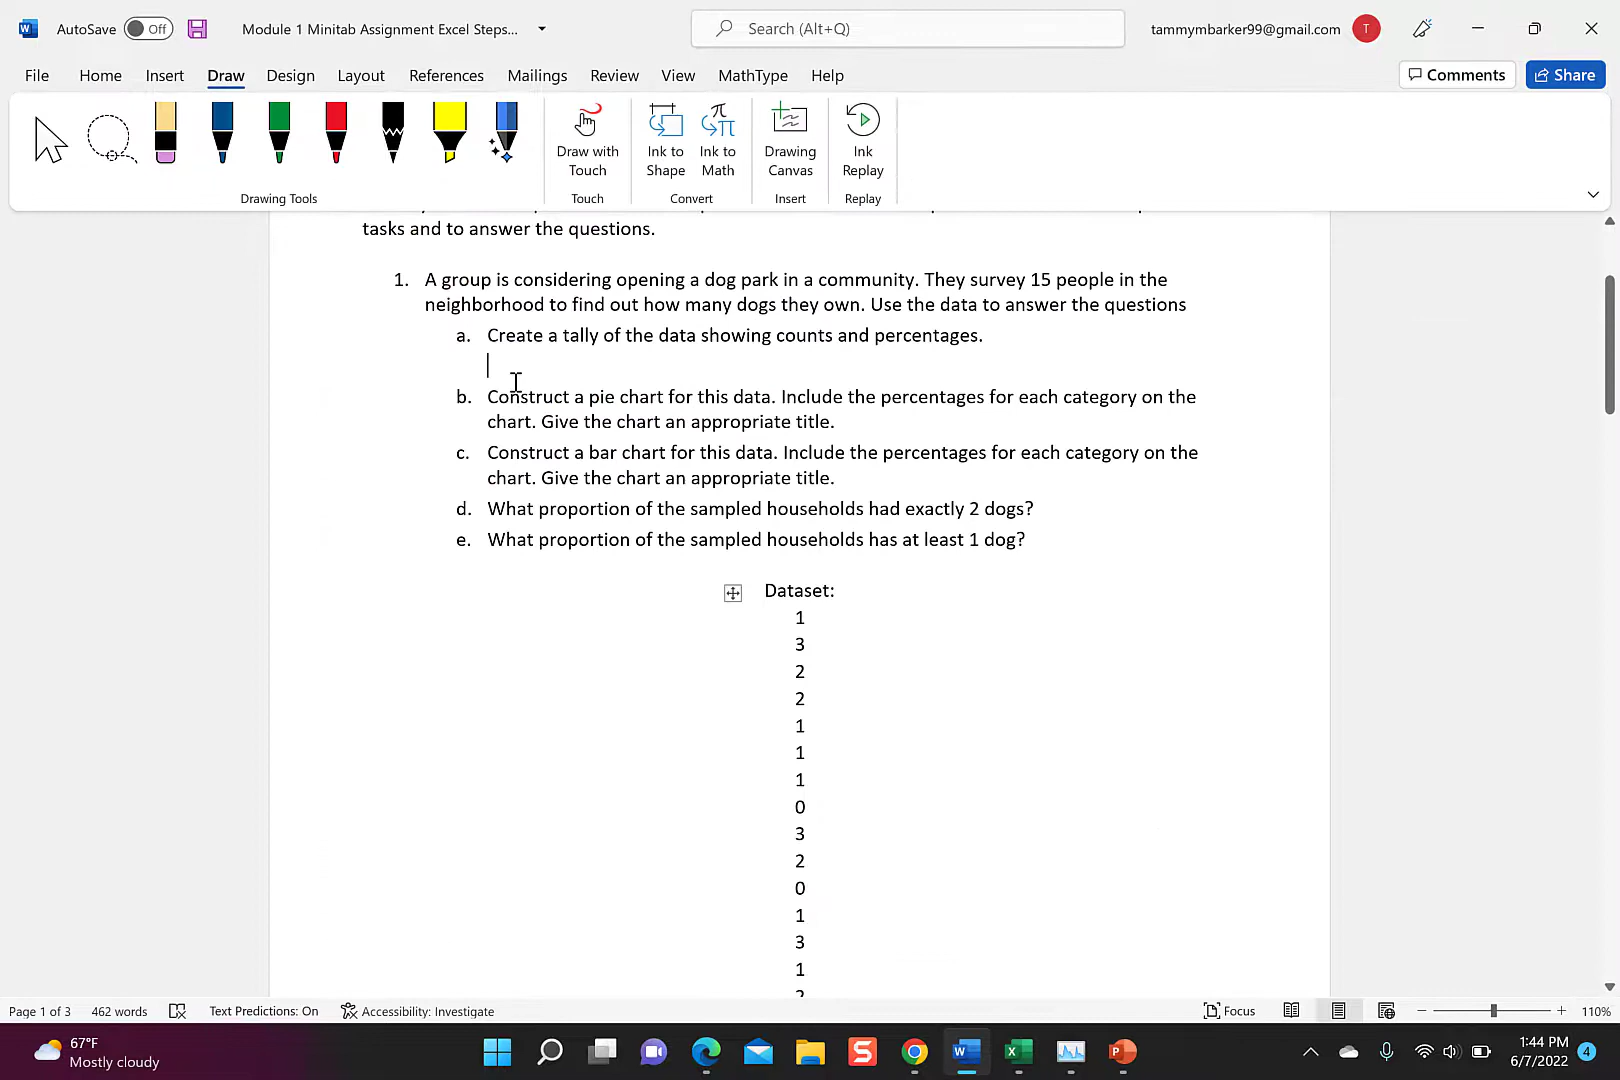 AutoSave Off Module 1 Minitab Assignment Excel Steps... Search (Alt+Q) tammymbarker99@gmail.com T
File Home Insert Draw Design Layout References Mailings Review View MathType Help Comments Share
Draw with Touch
Ink to Shape
Ink to Math
Drawing Canvas
Ink Replay
Drawing Tools Touch Convert Insert Replay
tasks and to answer the questions.
1. A group is considering opening a dog park in a community. They survey 15 people in the
neighborhood to find out how many dogs they own. Use the data to answer the questions
a. Create a tally of the data showing counts and percentages.
b. Construct a pie chart for this data. Include the percentages for each category on the
chart. Give the chart an appropriate title.
c. Construct a bar chart for this data. Include the percentages for each category on the
chart. Give the chart an appropriate title.
d. What proportion of the sampled households had exactly 2 dogs?
e. What proportion of the sampled households has at least 1 dog?
Dataset:
1
3
2
2
1
1
1
0
3
2
0
1
3
1
Page 1 of 3 462 words Text Predictions: On Accessibility: Investigate Focus 110%
67°F
Mostly cloudy
1:44 PM
6/7/2022 4